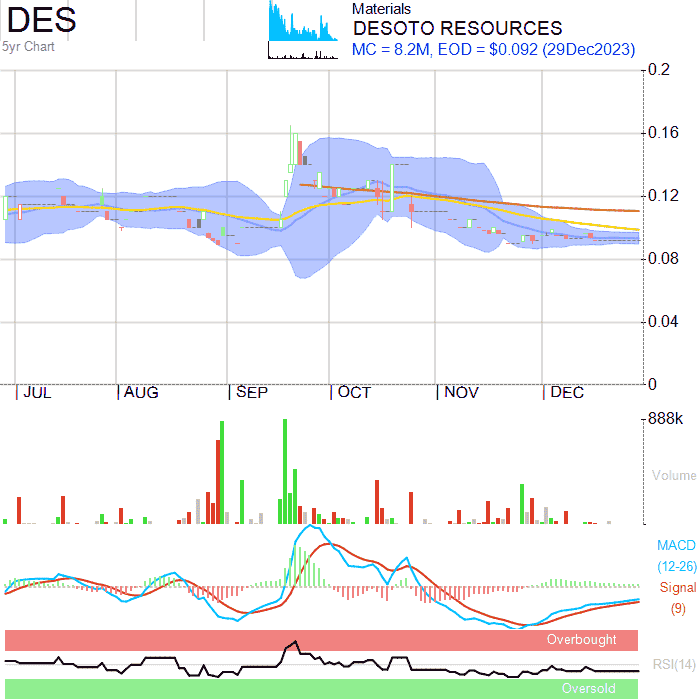 DES
5yr Chart
Materials
DESOTO RESOURCES
MC = 8.2M, EOD = $0.092 (29Dec2023)
0.2
0.16
0.12
0.08
0.04
0
JUL AUG SEP OCT NOV DEC
888k
Volume
MACD
(12-26)
Signal
(9)
Overbought
RSI(14)
Oversold